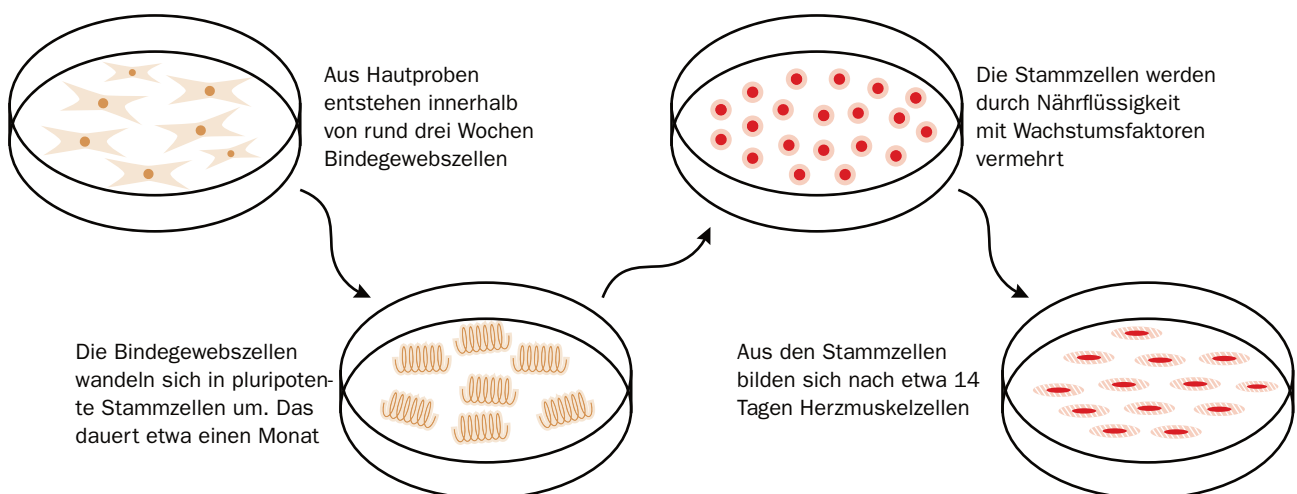 Aus Hautproben
entstehen innerhalb
von rund drei Wochen
Bindegewebszellen
Die Bindegewebszellen
wandeln sich in pluripoten-
te Stammzellen um. Das
dauert etwa einen Monat
Die Stammzellen werden
durch Nährflüssigkeit
mit Wachstumsfaktoren
vermehrt
Aus den Stammzellen
bilden sich nach etwa 14
Tagen Herzmuskelzellen